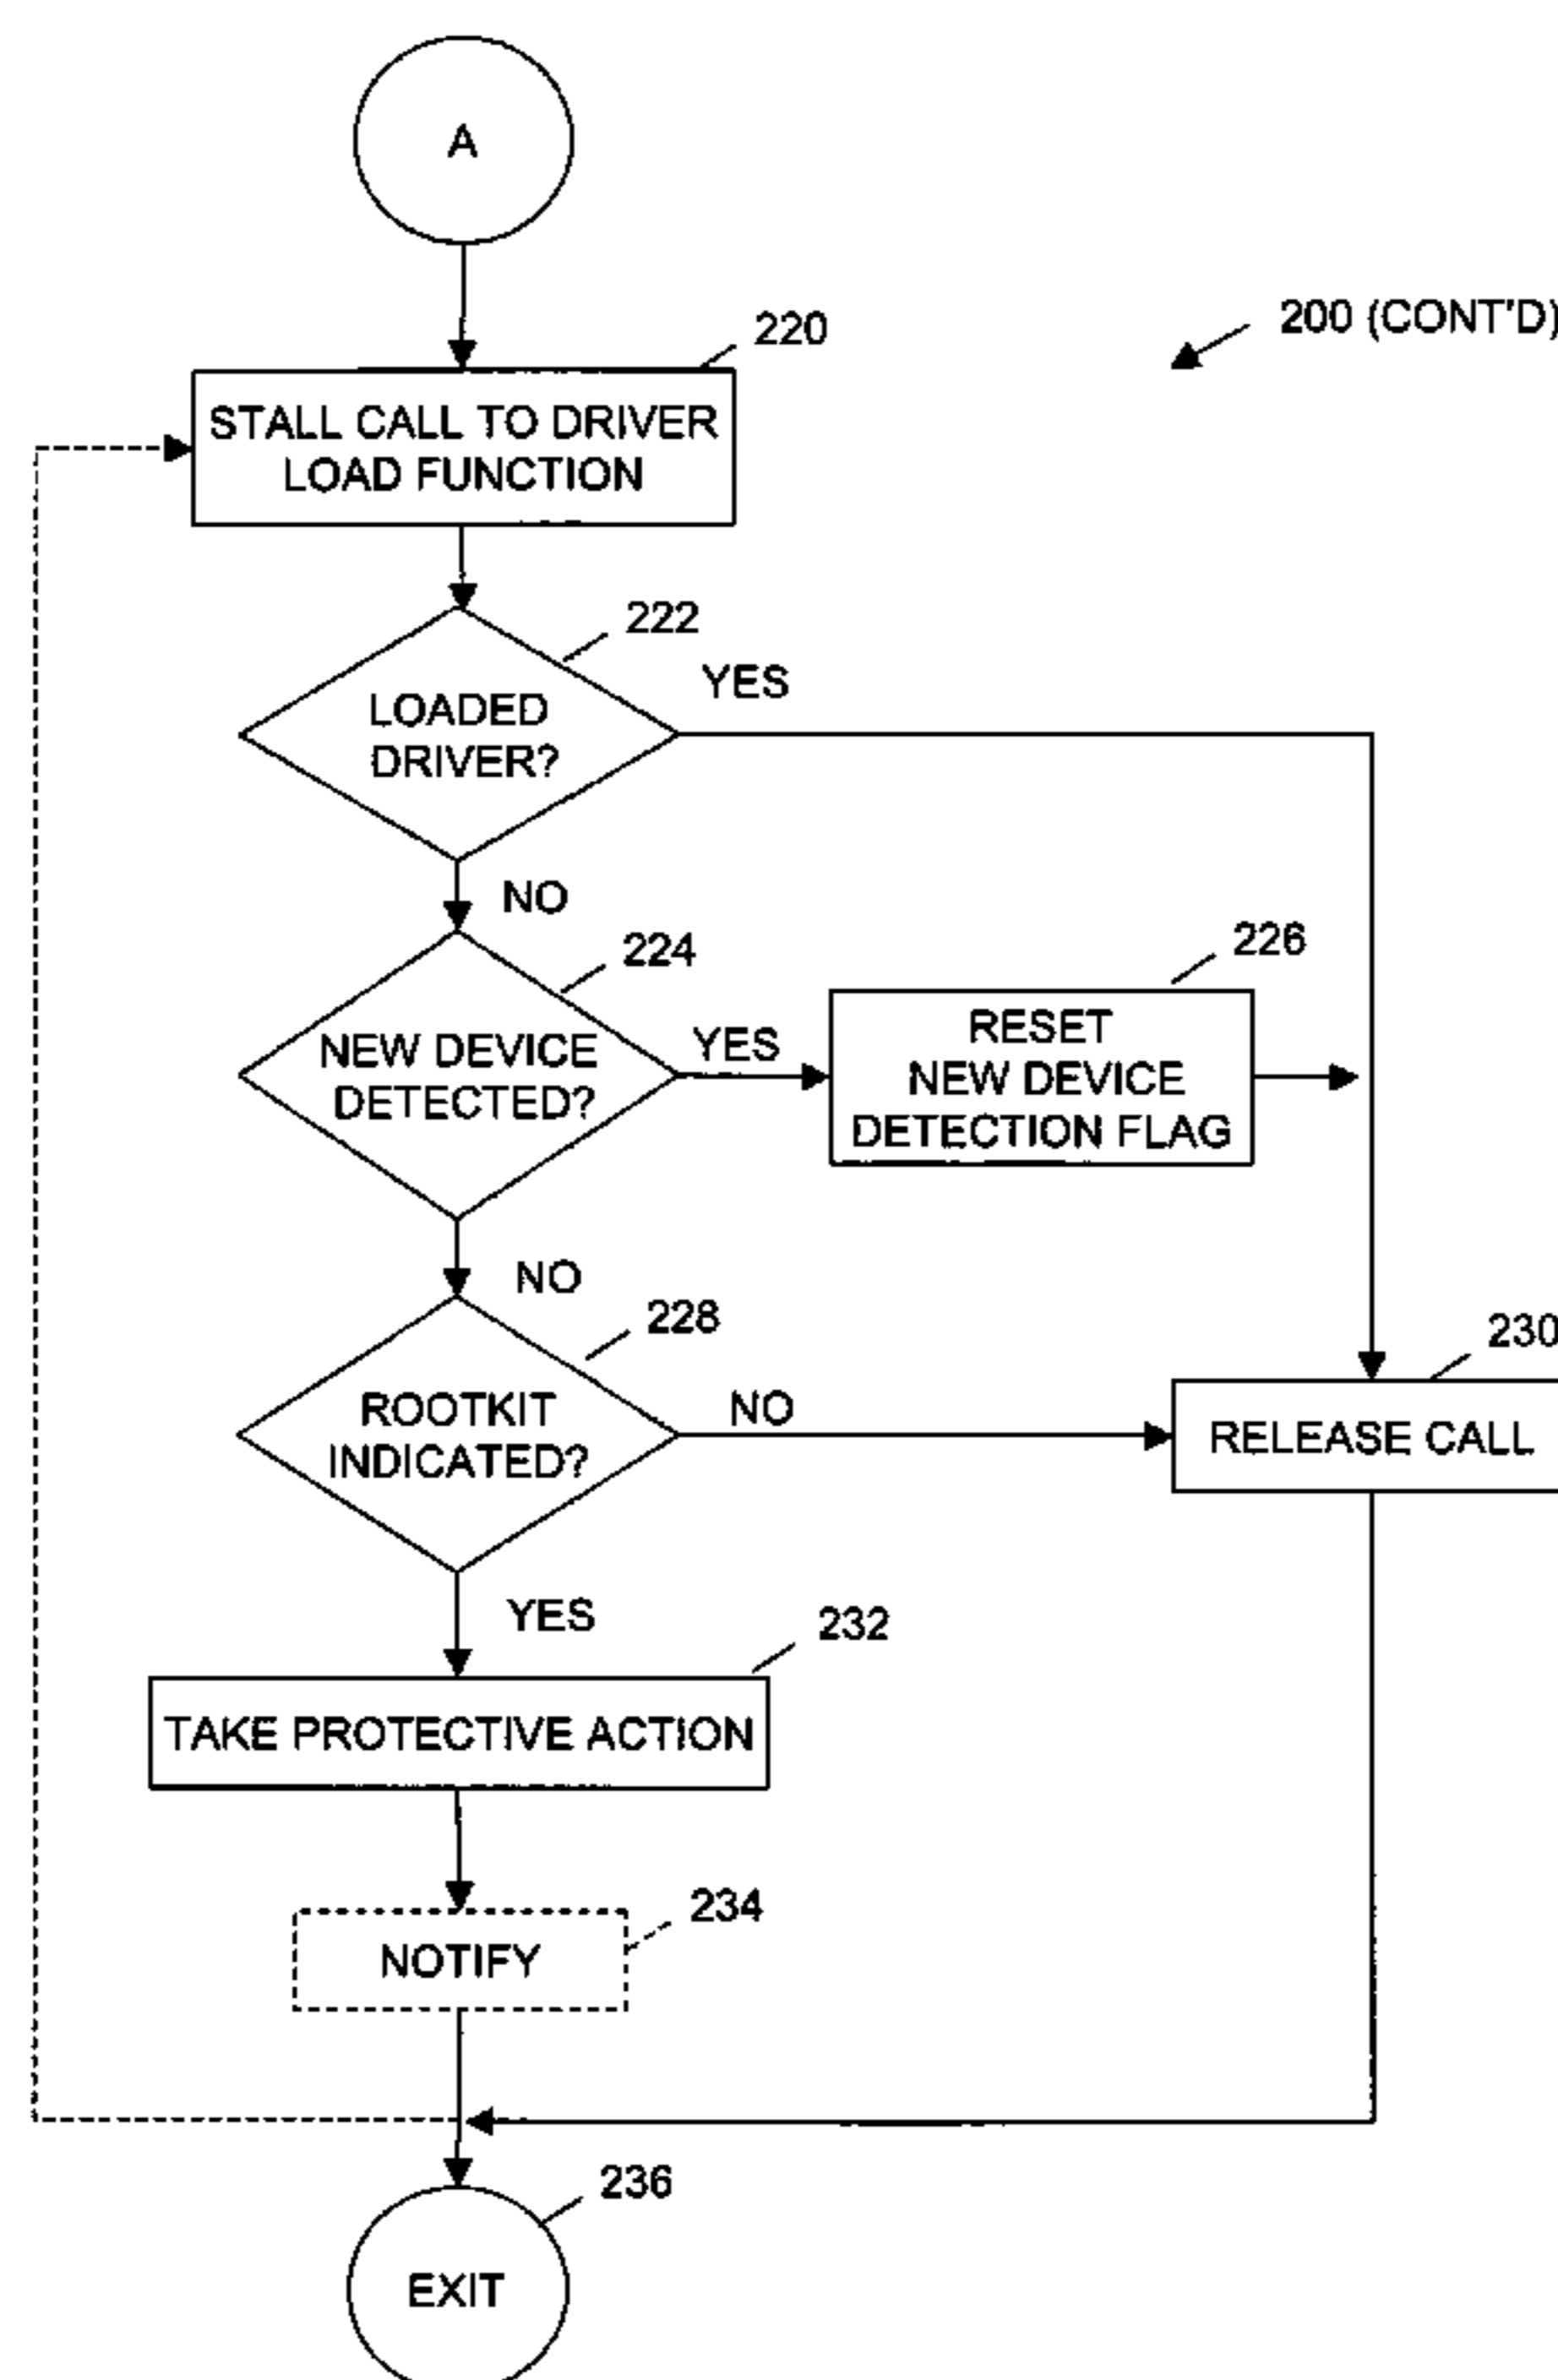 A
200 (CONT'D)
220
STALL CALL TO DRIVER
LOAD FUNCTION
222
LOADED
DRIVER?
YES
NO
224
NEW DEVICE
DETECTED?
YES
226
RESET
NEW DEVICE
DETECTION FLAG
NO
228
ROOTKIT
INDICATED?
NO
230
RELEASE CALL
YES
232
TAKE PROTECTIVE ACTION
234
NOTIFY
236
EXIT